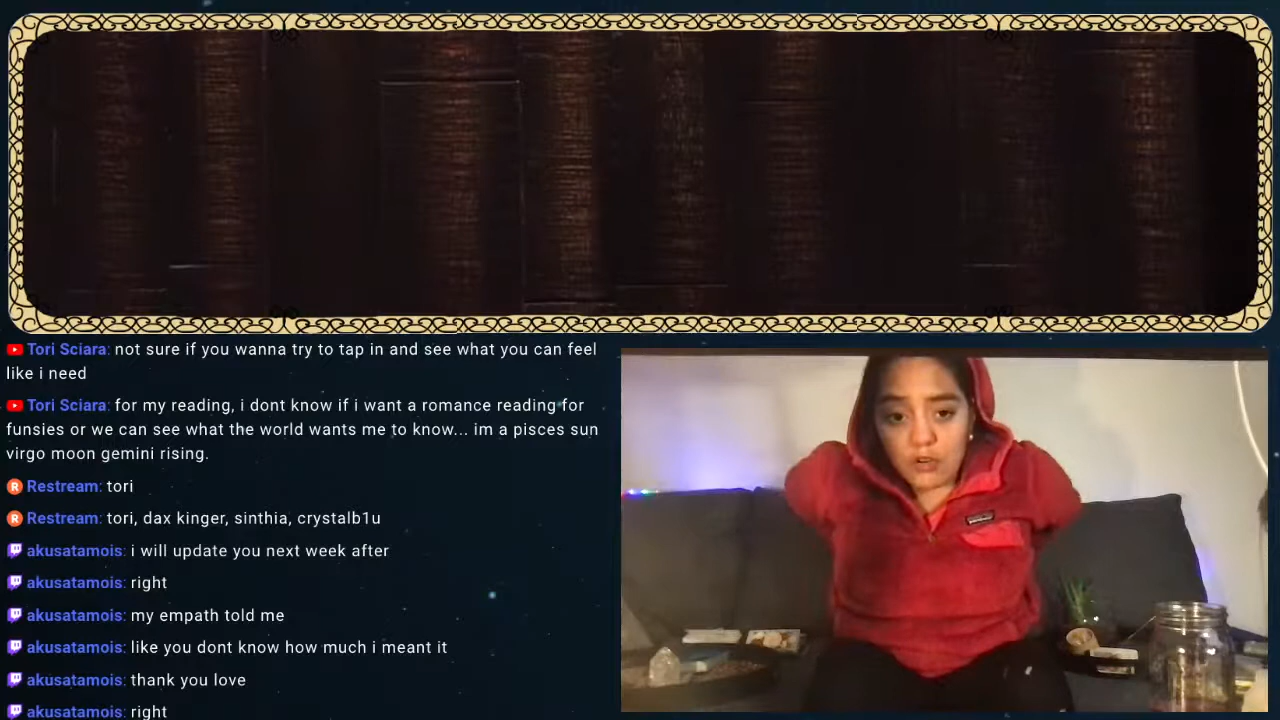 Tori Sciara: not sure if you wanna try to tap in and see what you can feel
like i need
Tori Sciara: for my reading, i dont know if i want a romance reading for
funsies or we can see what the world wants me to know... im a pisces sun
virgo moon gemini rising.
Restream: tori
Restream: tori, dax kinger, sinthia, crystalb1u
akusatamois: i will update you next week after
akusatamois: right
akusatamois: my empath told me
akusatamois: like you dont know how much i meant it
akusatamois: thank you love
akusatamois: right